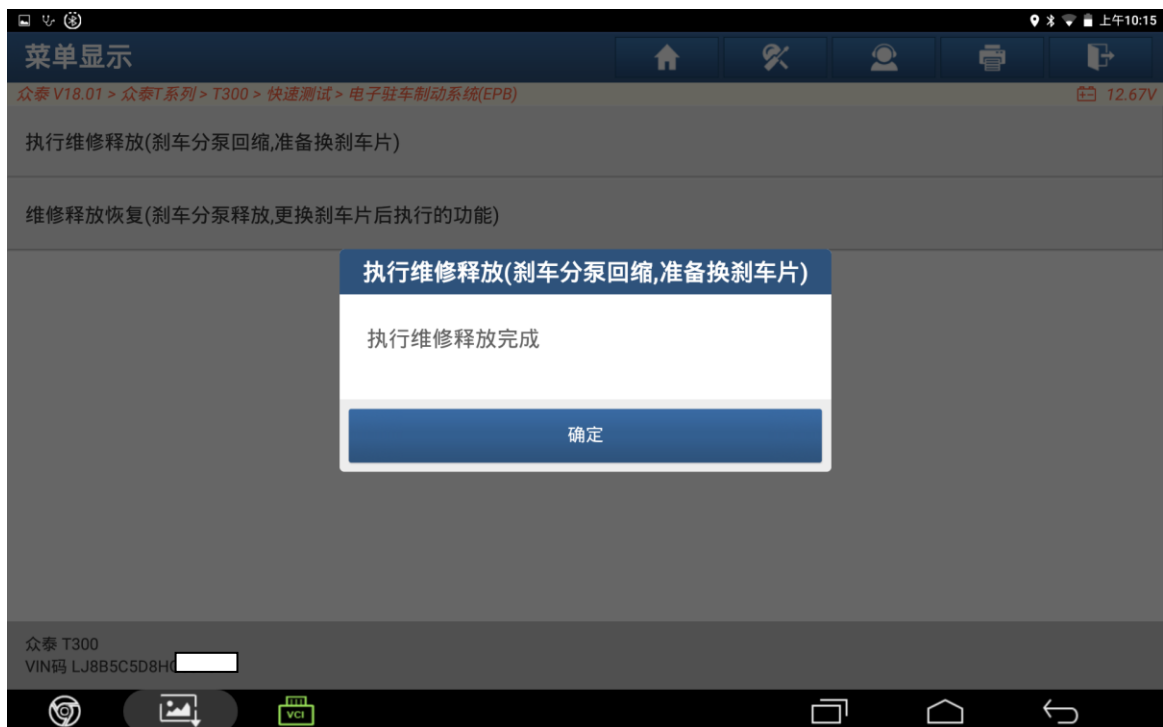 上午10:15
菜单显示
众泰 V18.01 > 众泰T系列 > T300 > 快速测试 > 电子驻车制动系统(EPB)
12.67V
执行维修释放(刹车分泵回缩,准备换刹车片)
维修释放恢复(刹车分泵释放,更换刹车片后执行的功能)
执行维修释放(刹车分泵回缩,准备换刹车片)
执行维修释放完成
确定
众泰 T300
VIN码 LJ8B5C5D8H
VCI